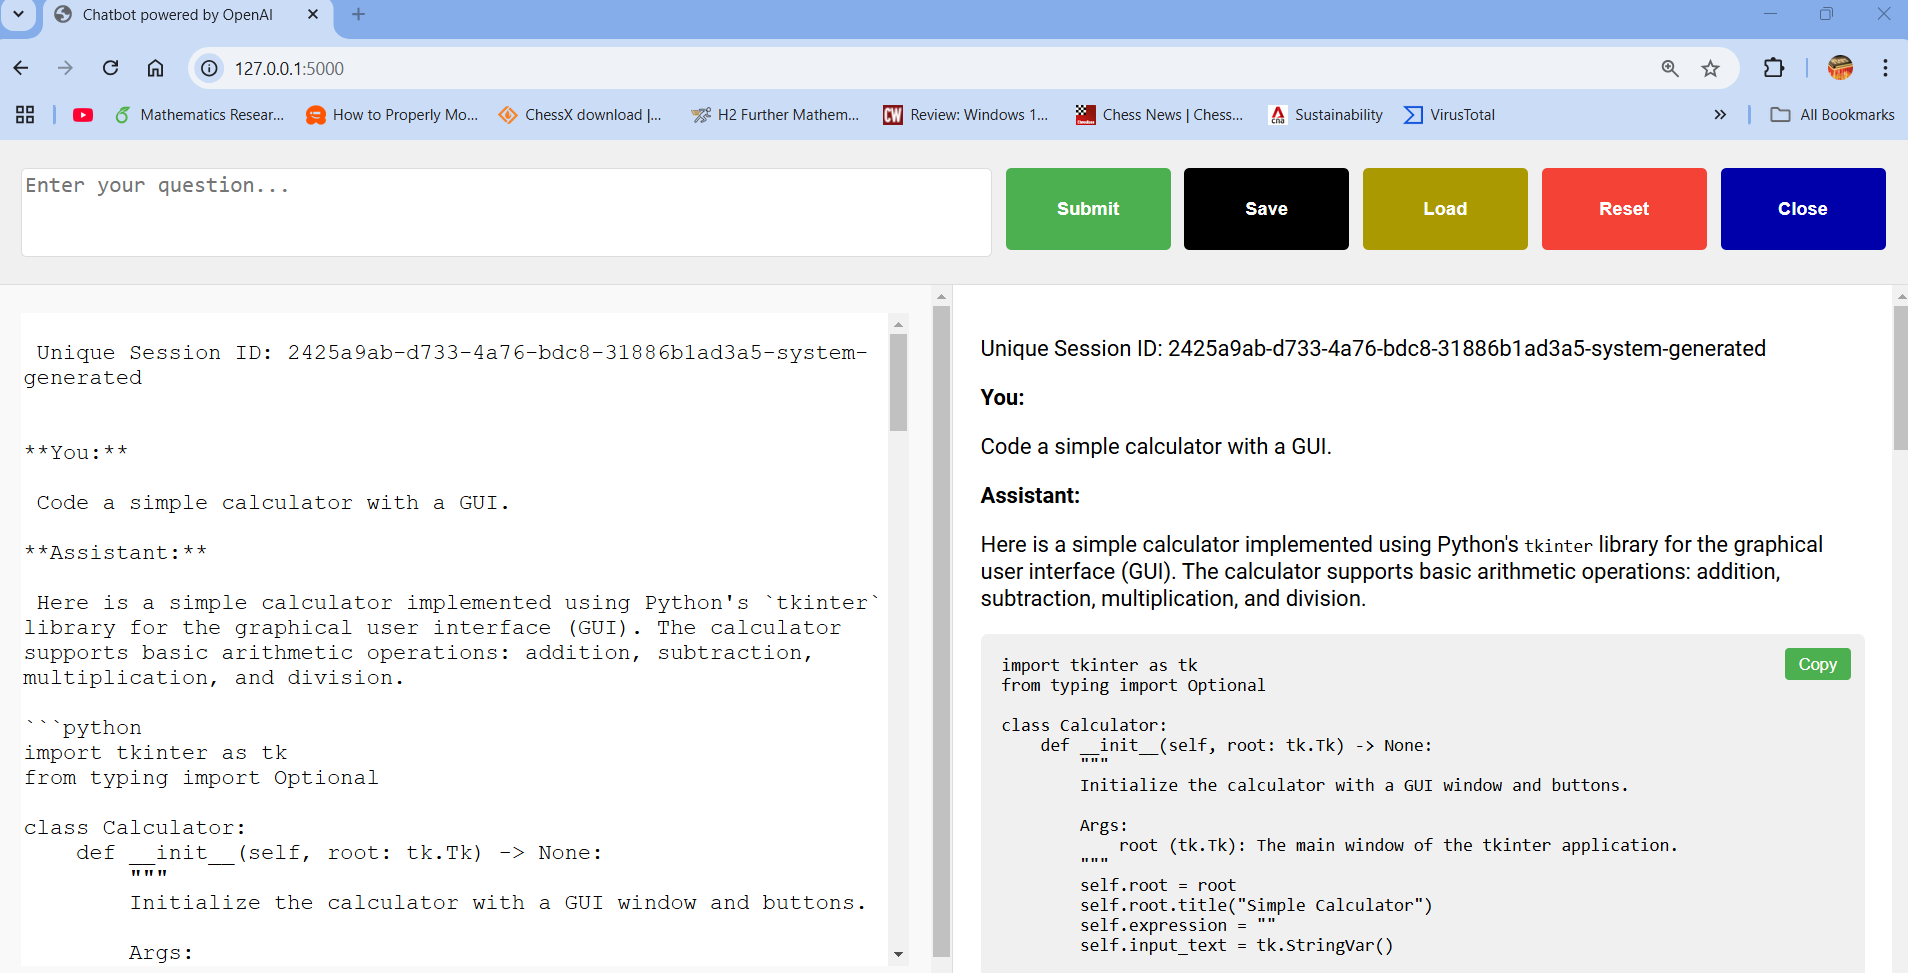 Chatbot powered by OpenAI
127.0.0.1:5000
Mathematics Resear...
How to Properly Mo...
ChessX download |...
H2 Further Mathem...
CW
Review: Windows 1...
Chess News | Chess...
cna
Sustainability
VirusTotal
All Bookmarks
Enter your question...
Submit
Save
Load
Reset
Close
Unique Session ID: 2425a9ab-d733-4a76-bdc8-31886b1ad3a5-system-
generated
**You:**
Code a simple calculator with a GUI.
**Assistant:**
Here is a simple calculator implemented using Python's `tkinter`
library for the graphical user interface (GUI). The calculator
supports basic arithmetic operations: addition, subtraction,
multiplication, and division.
```python
import tkinter as tk
from typing import Optional
class Calculator:
def __init__(self, root: tk.Tk) -> None:
"""
Initialize the calculator with a GUI window and buttons.
Args:
Unique Session ID: 2425a9ab-d733-4a76-bdc8-31886b1ad3a5-system-generated
You:
Code a simple calculator with a GUI.
Assistant:
Here is a simple calculator implemented using Python's tkinter library for the graphical
user interface (GUI). The calculator supports basic arithmetic operations: addition,
subtraction, multiplication, and division.
Copy
import tkinter as tk
from typing import Optional
class Calculator:
def __init__(self, root: tk.Tk) -> None:
"""
Initialize the calculator with a GUI window and buttons.
Args:
root (tk.Tk): The main window of the tkinter application.
"""
self.root = root
self.root.title("Simple Calculator")
self.expression = ""
self.input_text = tk.StringVar()